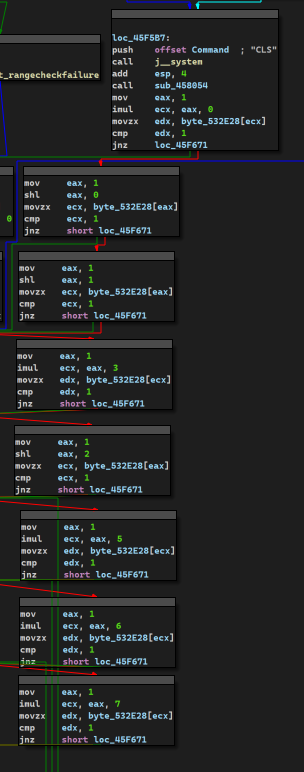 loc_45F5B7:
push offset Command ; "CLS"
call j__system
add esp, 4
call sub_458054
mov eax, 1
imul ecx, eax, 0
movzx edx, byte_532E28[ecx]
cmp edx, 1
jnz loc_45F671
t_rangecheckfailure
0
mov eax, 1
shl eax, 0
movzx ecx, byte_532E28[eax]
cmp ecx, 1
jnz short loc_45F671
mov eax, 1
shl eax, 1
movzx ecx, byte_532E28[eax]
cmp ecx, 1
jnz short loc_45F671
mov eax, 1
imul ecx, eax, 3
movzx edx, byte_532E28[ecx]
cmp edx, 1
jnz short loc_45F671
mov eax, 1
shl eax, 2
movzx ecx, byte_532E28[eax]
cmp ecx, 1
jnz short loc_45F671
mov eax, 1
imul ecx, eax, 5
movzx edx, byte_532E28[ecx]
cmp edx, 1
jnz short loc_45F671
mov eax, 1
imul ecx, eax, 6
movzx edx, byte_532E28[ecx]
cmp edx, 1
jnz short loc_45F671
mov eax, 1
imul ecx, eax, 7
movzx edx, byte_532E28[ecx]
cmp edx, 1
jnz short loc_45F671